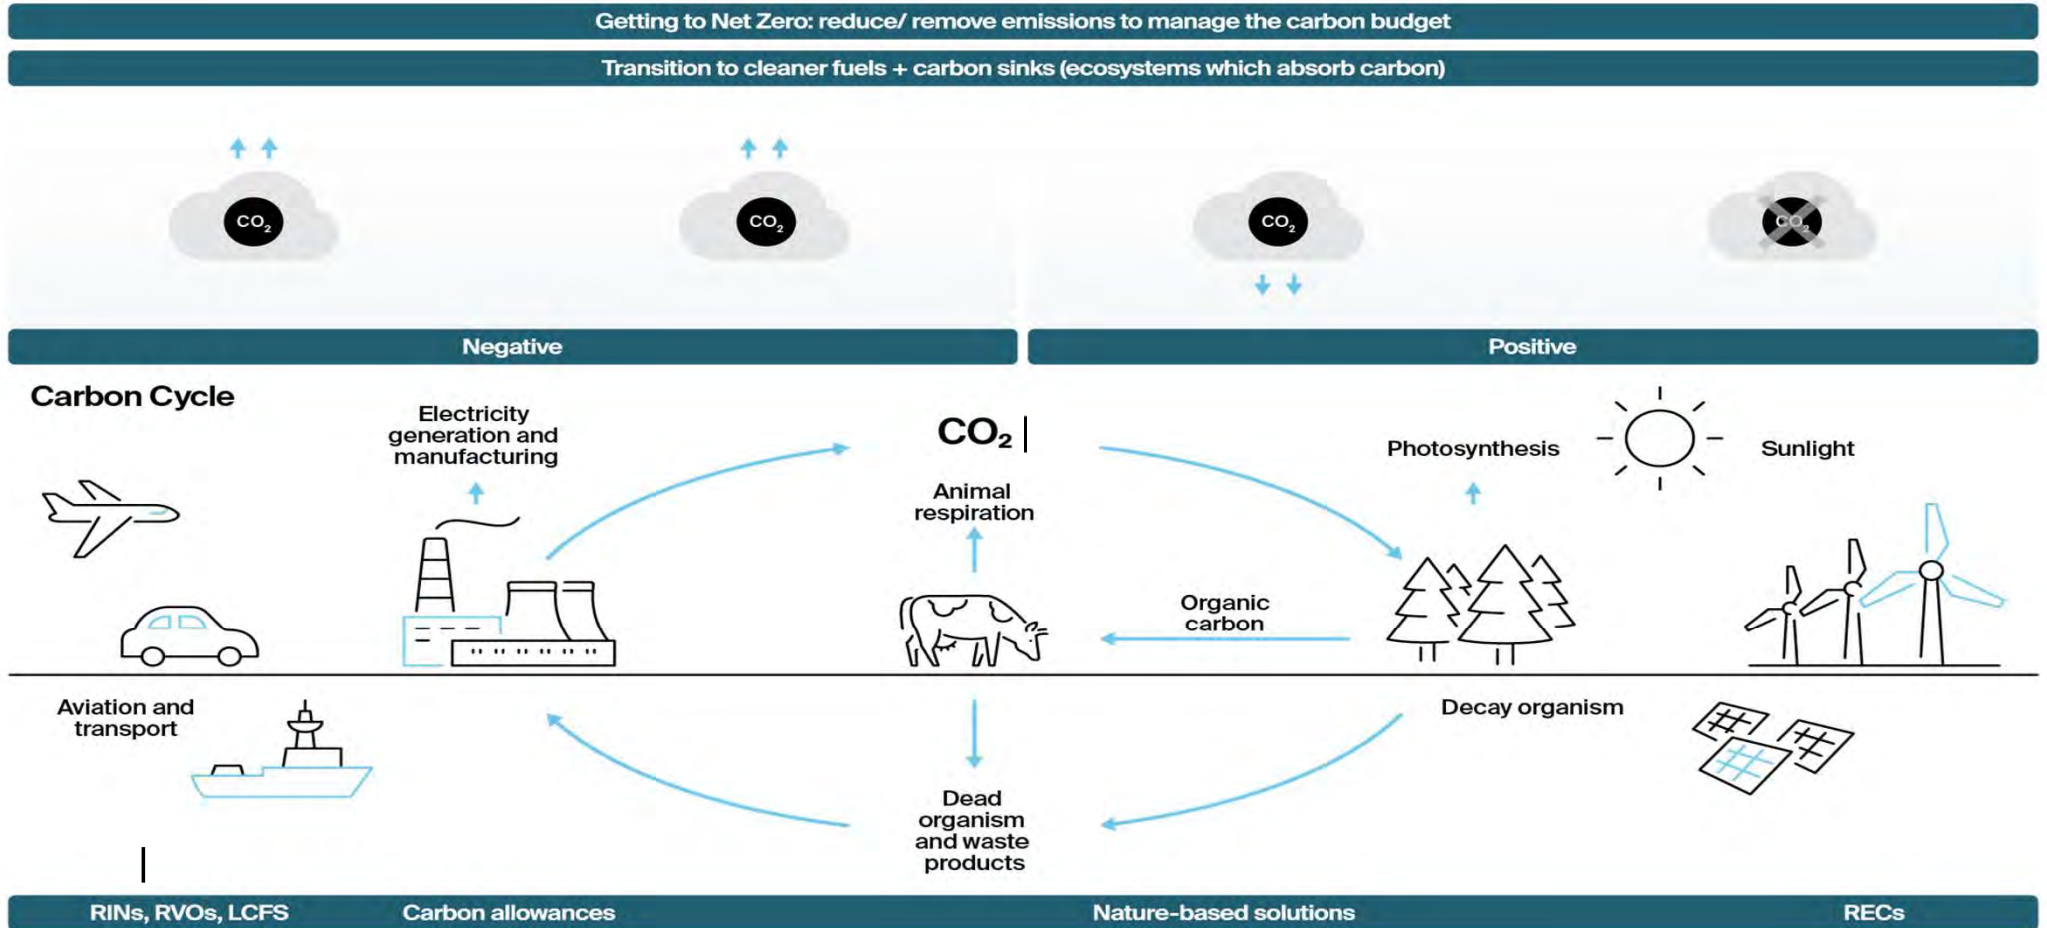 Getting to Net Zero: reduce/ remove emissions to manage the carbon budget
Transition to cleaner fuels + carbon sinks (ecosystems which absorb carbon)
CO₂
CO₂
CO₂
CO₂
Negative
Positive
Carbon Cycle
Electricity
generation and
manufacturing
CO₂
Animal
respiration
Photosynthesis
Sunlight
Organic
carbon
Aviation and
transport
Decay organism
Dead
organism
and waste
products
RINs, RVOs, LCFS
Carbon allowances
Nature-based solutions
RECs